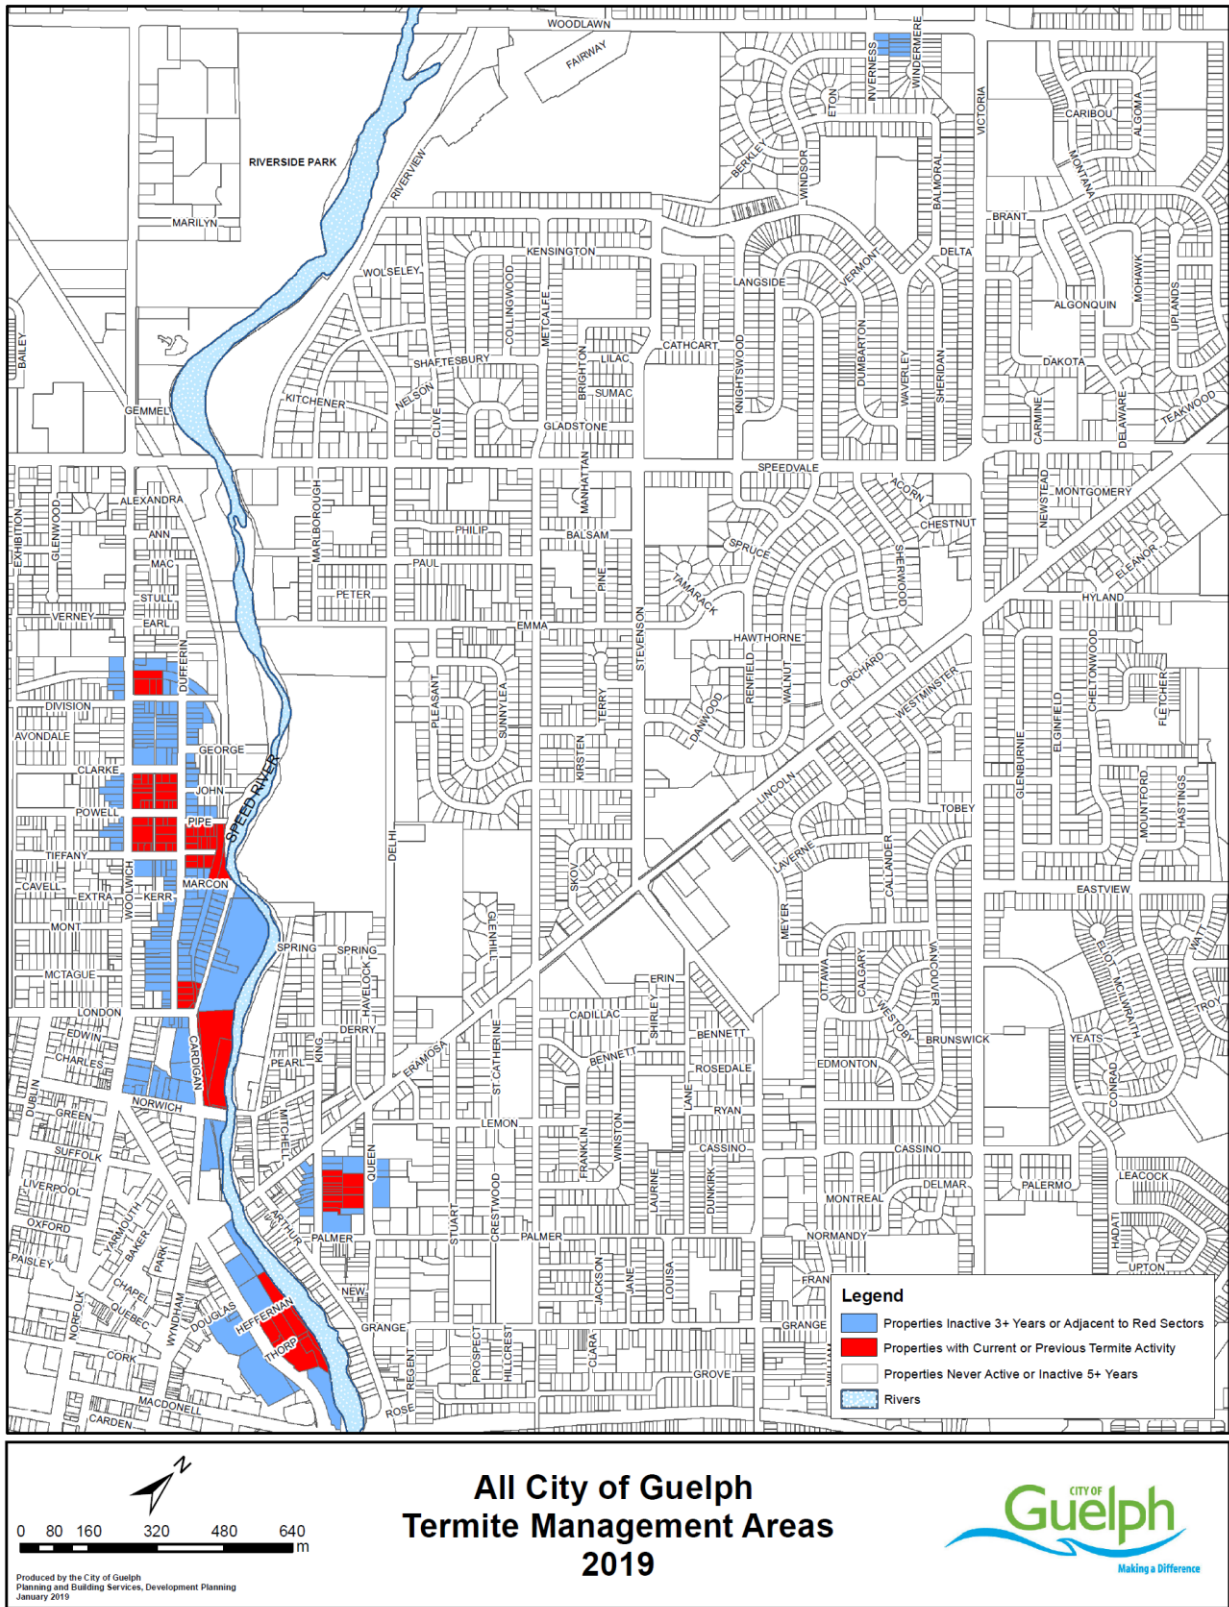 WOODLAWN
FAIRWAY
INVERNESS
WINDERMERE
ETON
VICTORIA
CARIBOU
ALGOMA
RIVERSIDE PARK
RIVERVIEW
BERKLEY
WINDSOR
BALMORAL
MONTANA
MARILYN
BRANT
KENSINGTON
DELTA
WOLSELEY
COLLINGWOOD
METCALFE
LANGSIDE
VERMONT
MOHAWK
UPLANDS
ALGONQUIN
BAILEY
SHAFTESBURY
BRIGHTON
LILAC
CATHCART
KNIGHTSWOOD
DUMBARTON
WAVERLEY
SHERIDAN
DAKOTA
SUMAC
GEMMEL
KITCHENER
NELSON
CLIVE
GLADSTONE
CARMINE
DELAWARE
TEAKWOOD
SPEEDVALE
MANHATTAN
ALEXANDRA
MARLBOROUGH
ACORN
NEWSTEAD
MONTGOMERY
EXHIBITION
GLENWOOD
ANN
PHILIP
BALSAM
CHESTNUT
MAC
PAUL
PINE
SPRUCE
SHERWOOD
ELEANOR
STULL
PETER
TAMARACK
HYLAND
VERNEY
EARL
EMMA
STEVENSON
HAWTHORNE
DUFFERIN
PLEASANT
SUNNYLEA
TERRY
DANWOOD
RENFIELD
WALNUT
ORCHARD
WESTMINSTER
CHELTONWOOD
FLETCHER
DIVISION
AVONDALE
GEORGE
KIRSTEN
GLENBURNIE
ELGINFIELD
CLARKE
JOHN
SPEED RIVER
LINCOLN
MOUNTFORD
HASTINGS
POWELL
PIPE
TOBEY
TIFFANY
DELHI
SKOV
LAVERNE
CALLANDER
CAVELL
EXTRA
WOOLWICH
KERR
MARCON
EASTVIEW
MONT
GLENHILL
MEYER
SPRING
SPRING
ELIOT
WATT
MCTAGUE
HAVELOCK
ERIN
OTTAWA
CALGARY
VANCOUVER
MCILWRAITH
TROY
LONDON
CADILLAC
SHIRLEY
WESTOBY
EDWIN
DERRY
BENNETT
BRUNSWICK
YEATS
CHARLES
CARDIGAN
PEARL
KING
ERAMOSA
ST.CATHERINE
BENNETT
ROSEDALE
EDMONTON
CONRAD
DUBLIN
GREEN
NORWICH
MITCHELL
LEMON
LANE
RYAN
SUFFOLK
QUEEN
FRANKLIN
WINSTON
CASSINO
CASSINO
LIVERPOOL
LAURINE
DUNKIRK
MONTREAL
DELMAR
PALERMO
LEACOCK
OXFORD
YARMOUTH
BAKER
ARTHUR
PALMER
STUART
CRESTWOOD
PALMER
NORMANDY
HADATI
PAISLEY
PARK
UPTON
CHAPEL
QUEBEC
NEW
JACKSON
JANE
LOUISA
NORFOLK
WYNDHAM
DOUGLAS
HEFFERNAN
GRANGE
GRANGE
THORP
CORK
REGENT
PROSPECT
HILLCREST
CLARA
GROVE
MACDONELL
CARDEN
ROSE
Legend
Properties Inactive 3+ Years or Adjacent to Red Sectors
Properties with Current or Previous Termite Activity
Properties Never Active or Inactive 5+ Years
Rivers
N
0 80 160 320 480 640
m
Produced by the City of Guelph
Planning and Building Services, Development Planning
January 2019
All City of Guelph
Termite Management Areas
2019
CITY OF
Guelph
Making a Difference